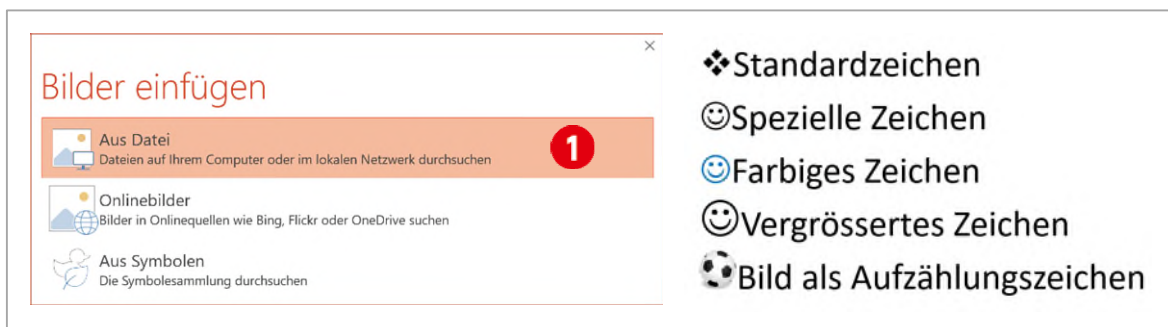 Bilder einfügen
Aus Datei
Dateien auf Ihrem Computer oder im lokalen Netzwerk durchsuchen
1
Onlinebilder
Bilder in Onlinequellen wie Bing, Flickr oder OneDrive suchen
Aus Symbolen
Die Symbolesammlung durchsuchen
❖Standardzeichen
☺Spezielle Zeichen
☺Farbiges Zeichen
☺Vergrössertes Zeichen
⚽Bild als Aufzählungszeichen